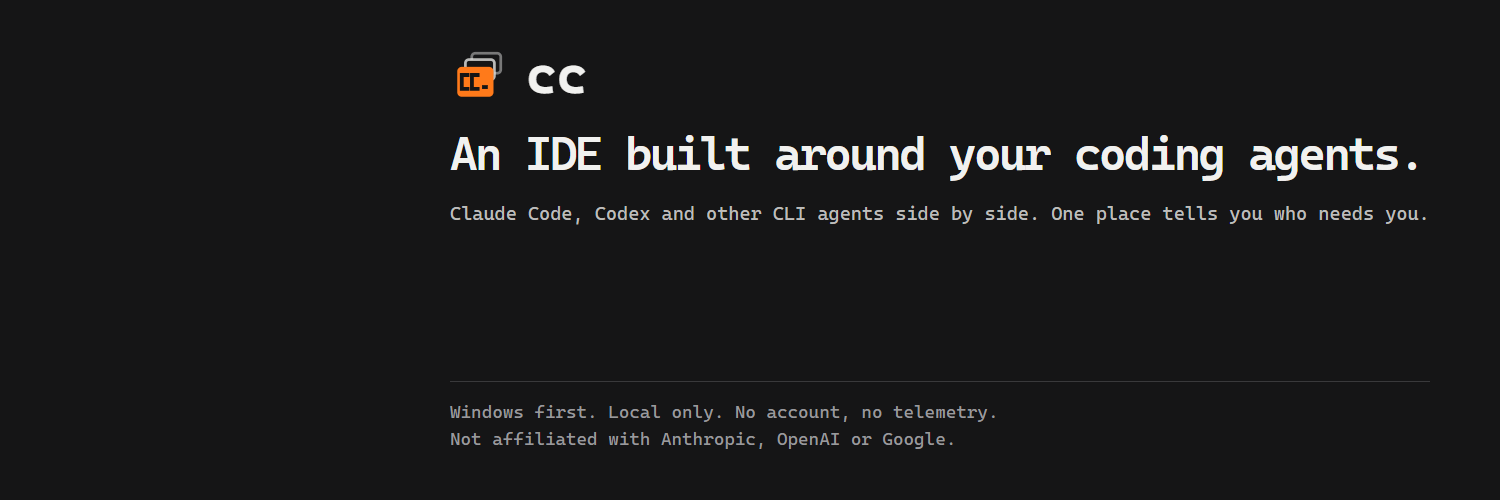 CC.
cc
An IDE built around your coding agents.
Claude Code, Codex and other CLI agents side by side. One place tells you who needs you.
Windows first. Local only. No account, no telemetry.
Not affiliated with Anthropic, OpenAI or Google.